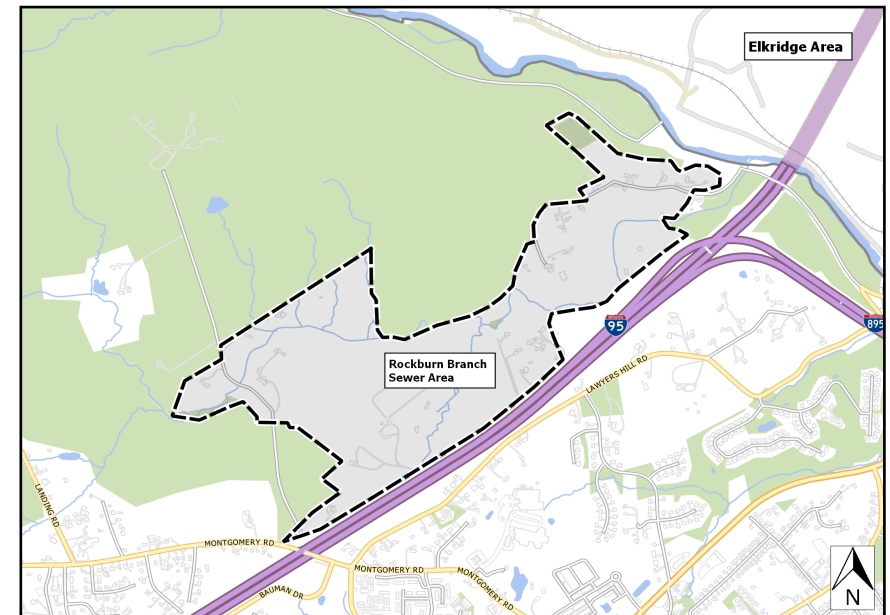 Elkridge Area
95
895
Rockburn Branch
Sewer Area
LAWYERS HILL RD
LANDING RD
MONTGOMERY RD
MONTGOMERY RD
MONTGOMERY RD
BAUMAN DR
N